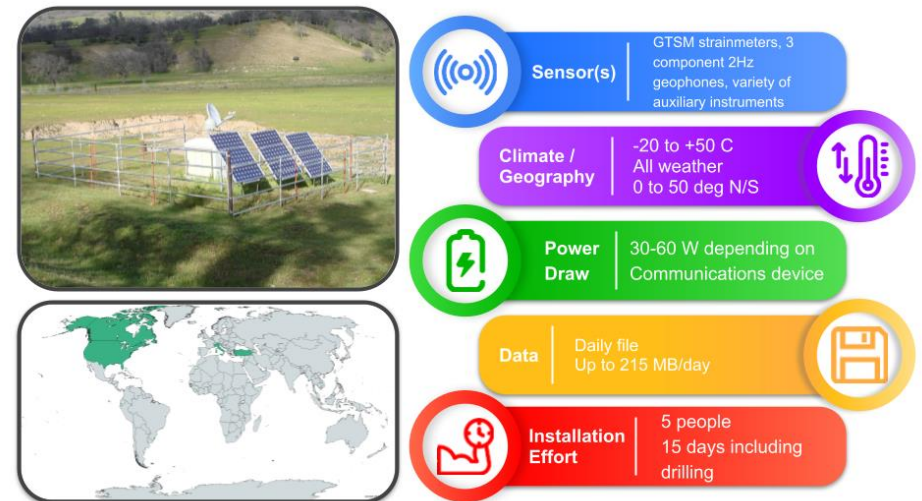 Sensor(s)
GTSM strainmeters, 3
component 2Hz
geophones, variety of
auxiliary instruments
Climate /
Geography
-20 to +50 C
All weather
0 to 50 deg N/S
Power
Draw
30-60 W depending on
Communications device
Data
Daily file
Up to 215 MB/day
Installation
Effort
5 people
15 days including
drilling